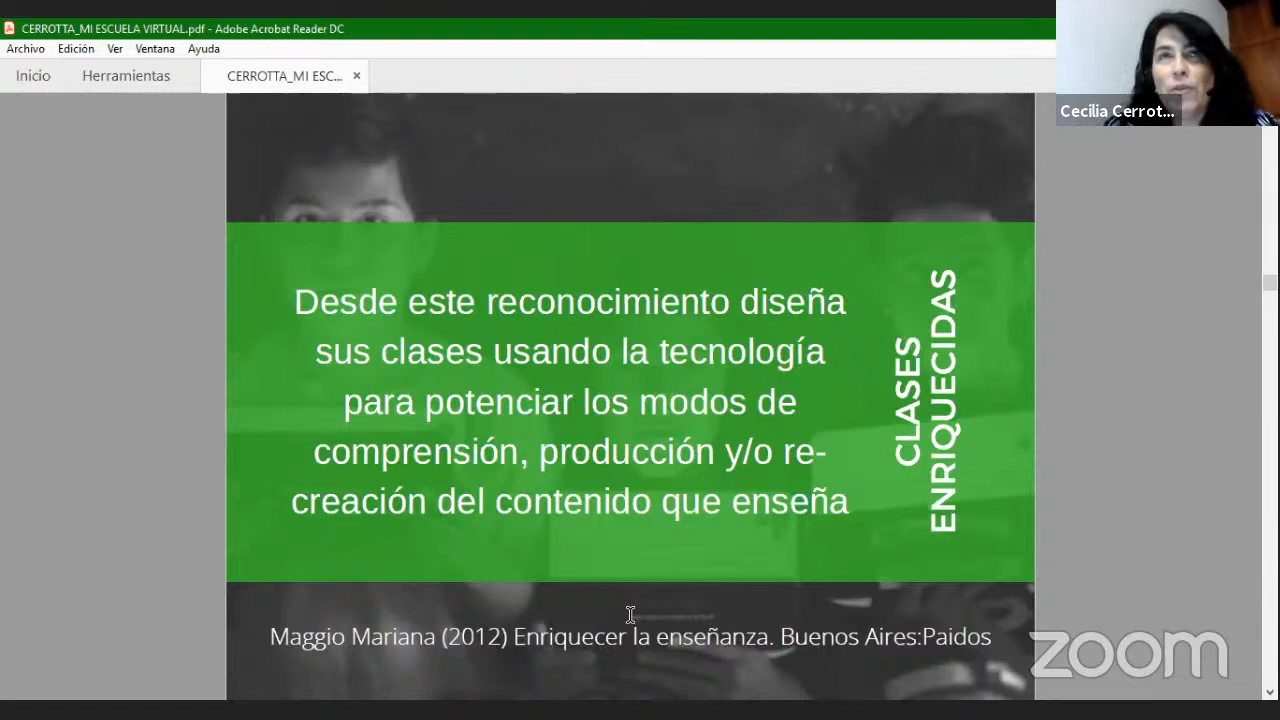 CERROTTA_MI ESCUELA VIRTUAL.pdf - Adobe Acrobat Reader DC
Archivo Edición Ver Ventana Ayuda
Inicio Herramientas CERROTTA_MI ESC... ×
Cecilia Cerrot...
Desde este reconocimiento diseña
sus clases usando la tecnología
para potenciar los modos de
comprensión, producción y/o re-
creación del contenido que enseña
CLASES
ENRIQUECIDAS
Maggio Mariana (2012) Enriquecer la enseñanza. Buenos Aires:Paidos
zoom